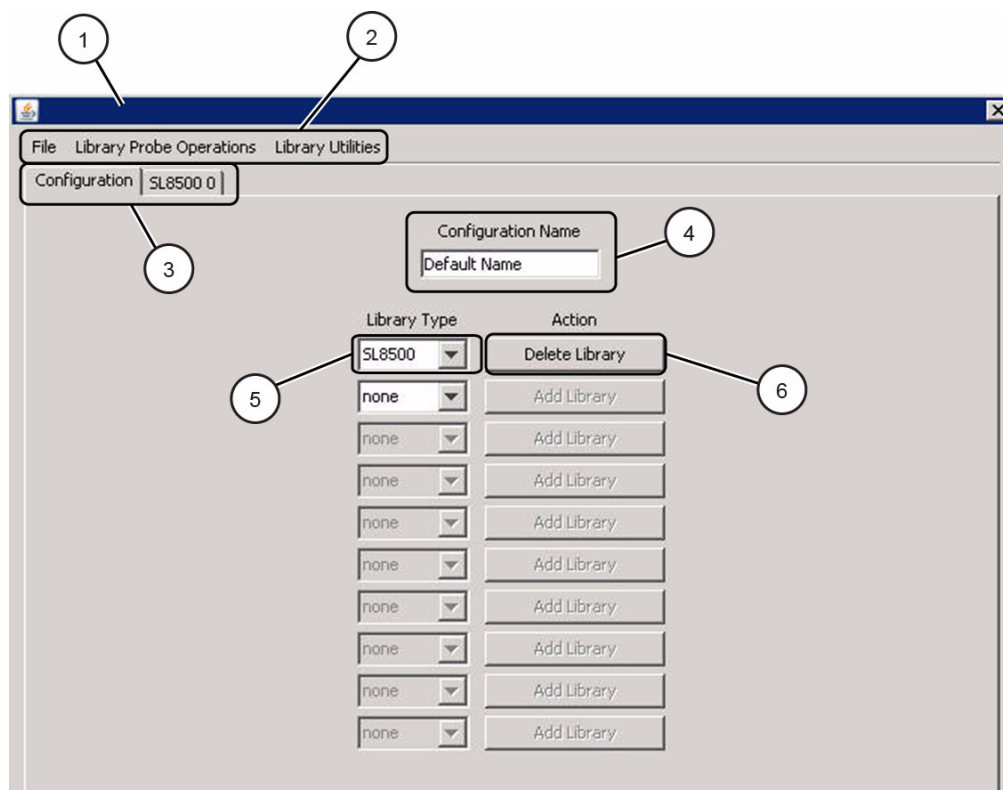 1
2
File Library Probe Operations Library Utilities
Configuration SL8500 0
3
Configuration Name
Default Name
4
Library Type Action
SL8500 Delete Library
5
6
none Add Library
none Add Library
none Add Library
none Add Library
none Add Library
none Add Library
none Add Library
none Add Library
none Add Library